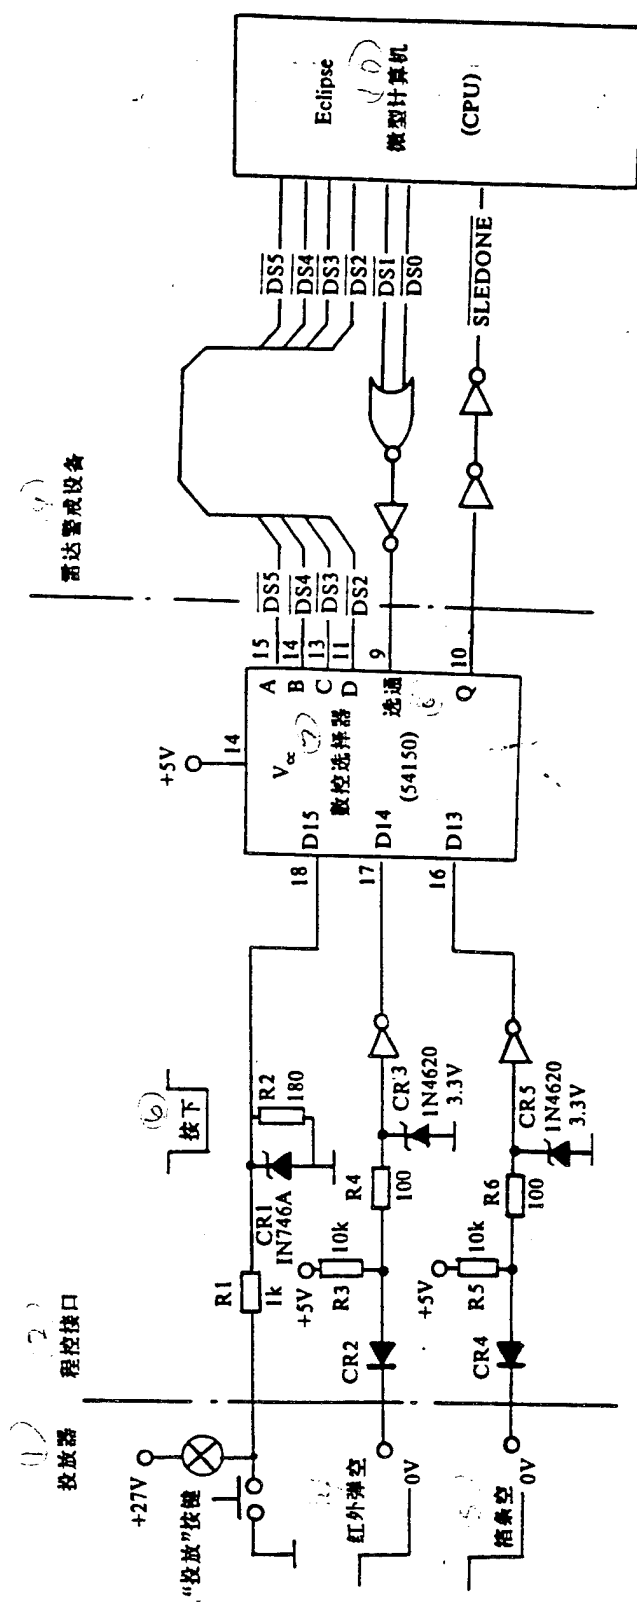 投放器
程控接口
雷达警戒设备
+27V
"投放"按键
红外弹空
0V
箔条空
0V
R1
1k
CR1
IN746A
R2
180
按下
(6)
+5V
R3
10k
CR2
R4
100
CR3
1N4620
3.3V
+5V
R5
10k
CR4
R6
100
CR5
1N4620
3.3V
+5V
14
Vcc
数控选择器
(54150)
18
D15
17
D14
16
D13
A
15
B
14
C
13
D
11
选通
9
Q
10
DS5
DS4
DS3
DS2
DS5
DS4
DS3
DS2
DS1
DS0
SLEDONE
Eclipse
微型计算机
(CPU)
(1)
(7)
(10)